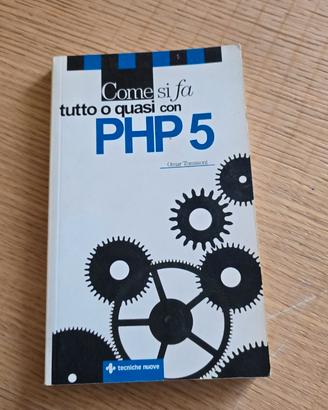 Come si fa
tutto o quasi con
PHP 5
Omar Tomasoni
tecniche nuove